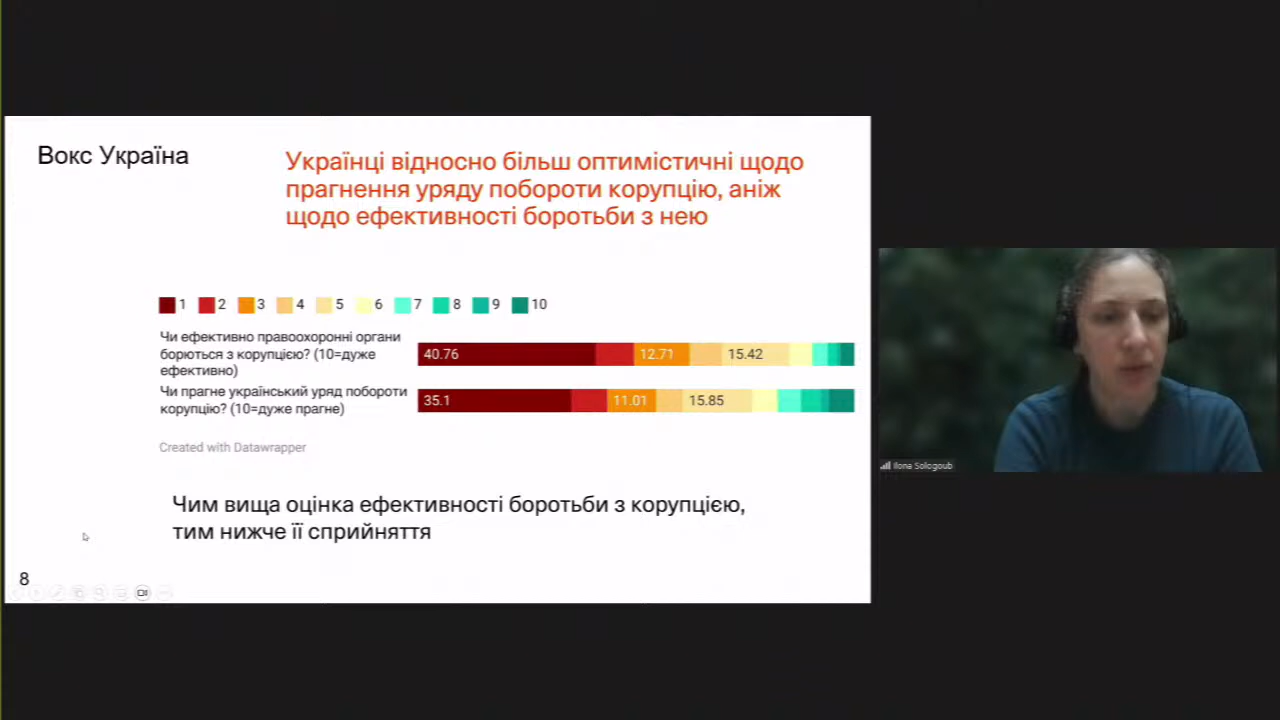 Вокс Україна
Українці відносно більш оптимістичні щодо
прагнення уряду побороти корупцію, аніж
щодо ефективності боротьби з нею
1 2 3 4 5 6 7 8 9 10
Чи ефективно правоохоронні органи
борються з корупцією? (10=дуже
ефективно)
40.76 12.71 15.42
Чи прагне український уряд побороти
корупцію? (10=дуже прагне)
35.1 11.01 15.85
Created with Datawrapper
Чим вища оцінка ефективності боротьби з корупцією,
тим нижче її сприйняття
8
Ilona Sologoub